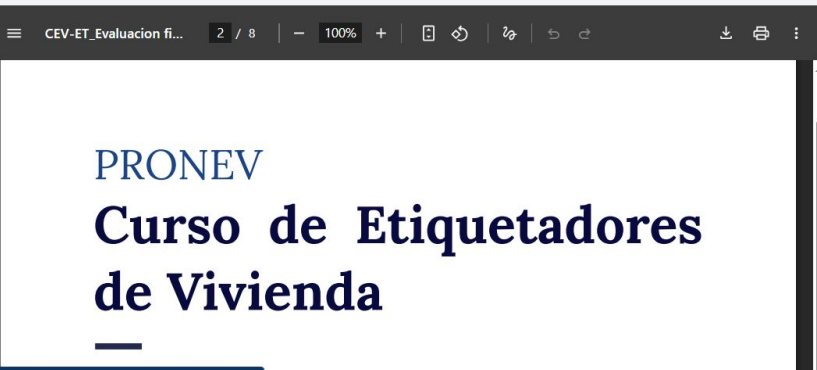 CEV-ET_Evaluacion fi... 2 / 8 100%
PRONEV
Curso de Etiquetadores
de Vivienda